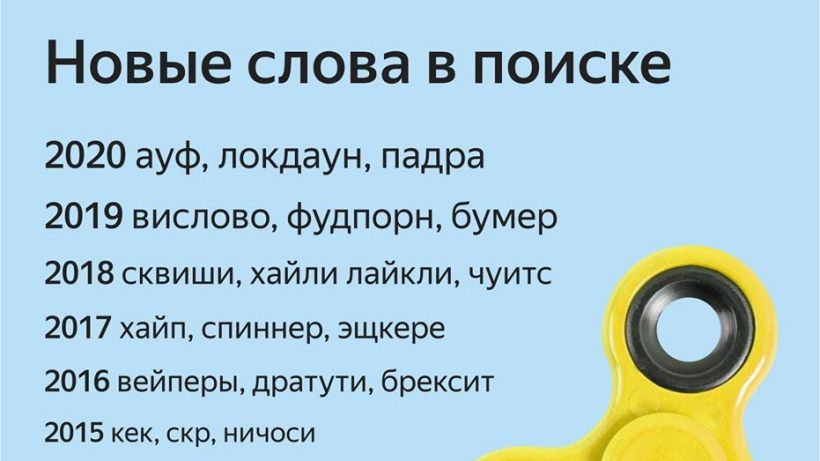 Новые слова в поиске
2020 ауф, локдаун, падра
2019 вислово, фудпорн, бумер
2018 сквиши, хайли лайкли, чуитс
2017 хайп, спиннер, эщкере
2016 вейперы, дратути, брексит
2015 кек, скр, ничоси